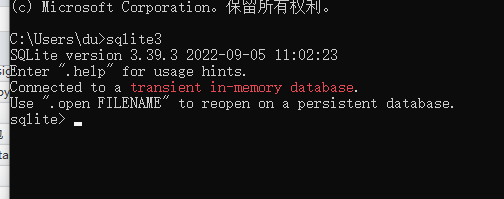 (c) Microsoft Corporation。保留所有权利。
C:\Users\du>sqlite3
SQLite version 3.39.3 2022-09-05 11:02:23
Enter ".help" for usage hints.
Connected to a transient in-memory database.
Use ".open FILENAME" to reopen on a persistent database.
sqlite>